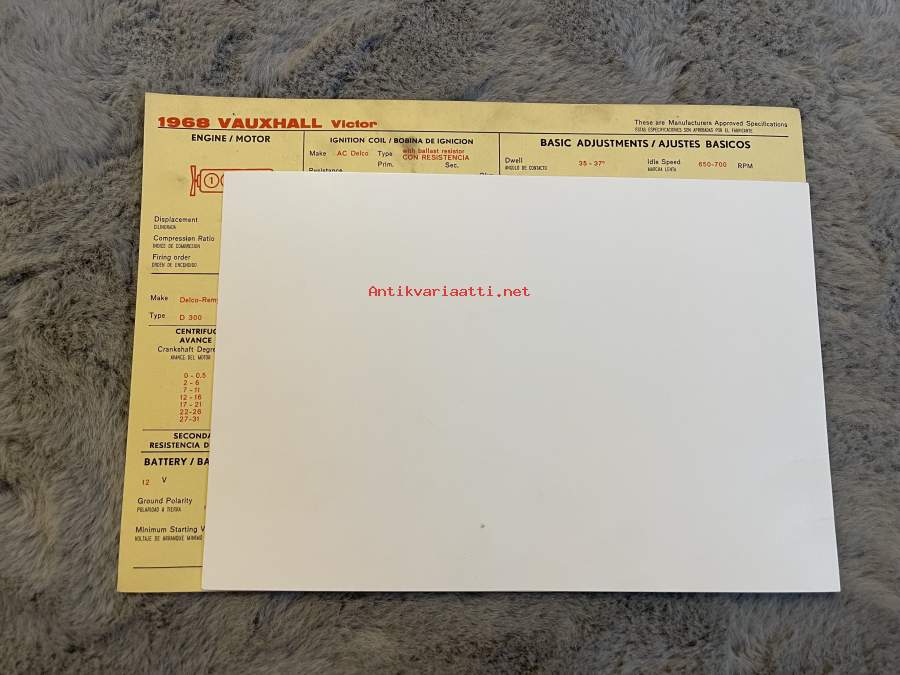 1968 VAUXHALL Victor
These are Manufacturers Approved Specifications
ESTAS ESPECIFICACIONES SON APROBADAS POR EL FABRICANTE
ENGINE / MOTOR
1
Displacement
CILINDRADA
Compression Ratio
INDICE DE COMPRESION
Firing order
ORDEN DE ENCENDIDO
Make Delco-Remy
Type D 300
CENTRIFUG
AVANCE
Crankshaft Degre
AVANCE DEL MOTOR
0 - 0.5
2 - 6
7 - 11
12 - 16
17 - 21
22-26
27-31
SECONDA
RESISTENCIA D
BATTERY / BA
12 V
Ground Polarity
POLARIDAD A TIERRA
Minimum Starting V
VOLTAJE DE ARRANQUE MINIMO
IGNITION COIL / BOBINA DE IGNICION
Make AC Delco Type with ballast resistor
CON RESISTENCIA
Prim. Sec.
Resistance
BASIC ADJUSTMENTS / AJUSTES BASICOS
Dwell 35 - 37° Idle Speed 650-700 RPM
ANGULO DE CONTACTO MARCHA LENTA
Antikvariaatti.net